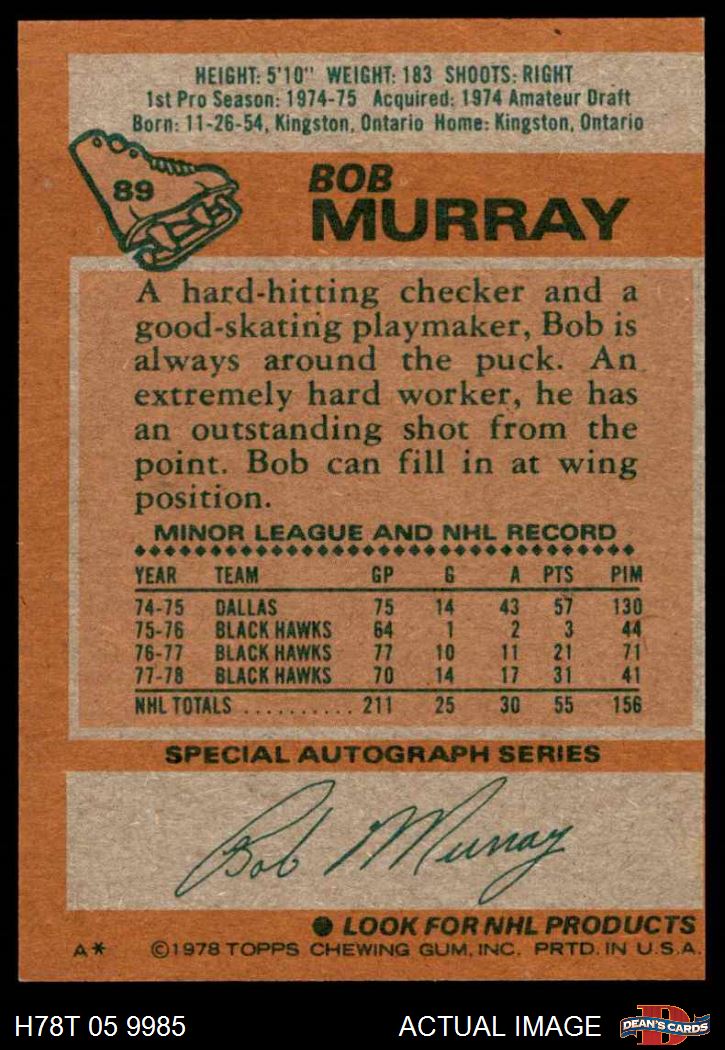 HEIGHT: 5'10" WEIGHT: 183 SHOOTS: RIGHT
1st Pro Season: 1974-75 Acquired: 1974 Amateur Draft
Born: 11-26-54, Kingston, Ontario Home: Kingston, Ontario
89
BOB
MURRAY
A hard-hitting checker and a
good-skating playmaker, Bob is
always around the puck. An
extremely hard worker, he has
an outstanding shot from the
point. Bob can fill in at wing
position.
MINOR LEAGUE AND NHL RECORD
YEAR TEAM GP G A PTS PIM
74-75 DALLAS 75 14 43 57 130
75-76 BLACK HAWKS 64 1 2 3 44
76-77 BLACK HAWKS 77 10 11 21 71
77-78 BLACK HAWKS 70 14 17 31 41
NHL TOTALS .......... 211 25 30 55 156
SPECIAL AUTOGRAPH SERIES
Bob Murray
● LOOK FOR NHL PRODUCTS
A* ©1978 TOPPS CHEWING GUM, INC. PRTD. IN U.S.A.
H78T 05 9985 ACTUAL IMAGE D DEAN'S CARDS